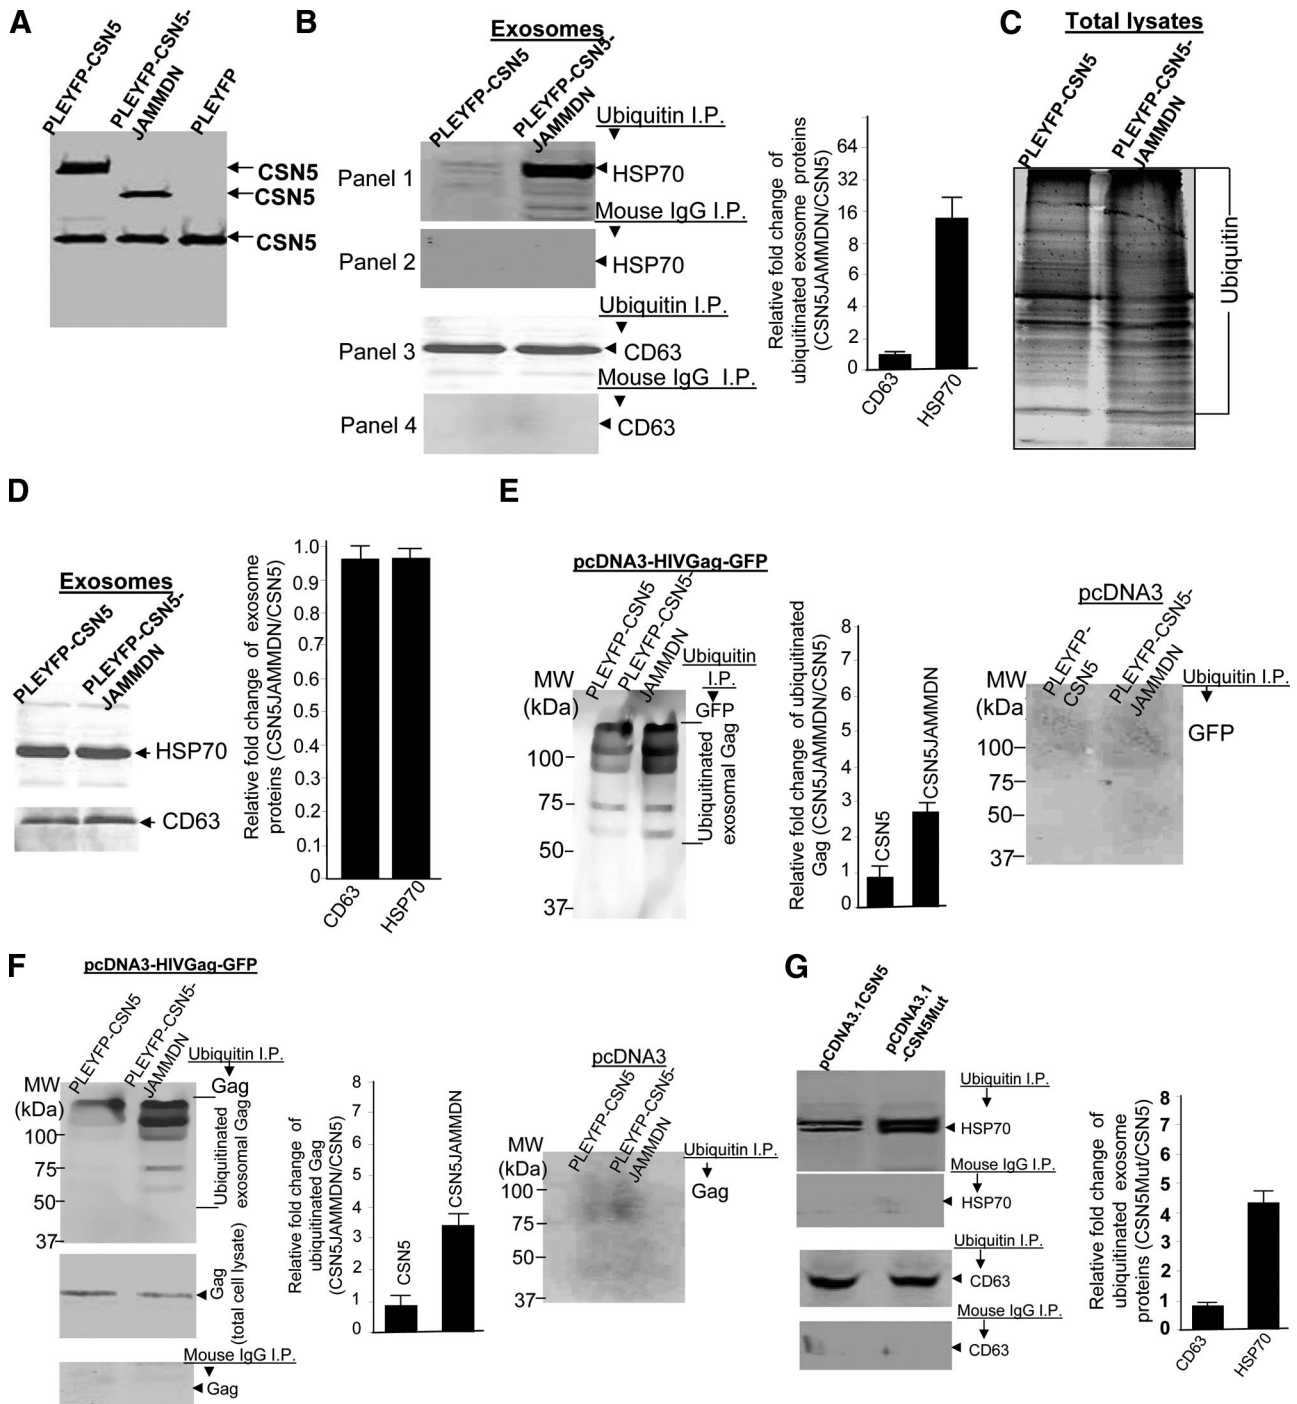 A
PLEYFP-CSN5
PLEYFP-CSN5-
JAMMDN
PLEYFP
CSN5
CSN5
CSN5
B
Exosomes
PLEYFP-CSN5
PLEYFP-CSN5-
JAMMDN
Ubiquitin I.P.
Panel 1
HSP70
Mouse IgG I.P.
Panel 2
HSP70
Ubiquitin I.P.
Panel 3
CD63
Mouse IgG I.P.
Panel 4
CD63
Relative fold change of
ubiquitinated exosome proteins
(CSN5JAMMDN/CSN5)
64
32
16
8
6
4
2
0
CD63
HSP70
C
Total lysates
PLEYFP-CSN5
PLEYFP-CSN5-
JAMMDN
Ubiquitin
D
Exosomes
PLEYFP-CSN5
PLEYFP-CSN5-
JAMMDN
HSP70
CD63
Relative fold change of exosome
proteins (CSN5JAMMDN/CSN5)
1.0
0.9
0.8
0.7
0.6
0.5
0.4
0.3
0.2
0.1
0
CD63
HSP70
E
pcDNA3-HIVGag-GFP
PLEYFP-CSN5
PLEYFP-CSN5-
JAMMDN
Ubiquitin
I.P.
GFP
MW
(kDa)
100
75
50
37
Ubiquitinated
exosomal Gag
Relative fold change of ubiquitinated
Gag (CSN5JAMMDN/CSN5)
8
7
6
5
4
3
2
1
0
CSN5
CSN5JAMMDN
pcDNA3
PLEYFP-
CSN5
PLEYFP-CSN5-
JAMMDN
Ubiquitin I.P.
GFP
MW
(kDa)
100
75
50
37
F
pcDNA3-HIVGag-GFP
PLEYFP-CSN5
PLEYFP-CSN5-
JAMMDN
Ubiquitin I.P.
Gag
MW
(kDa)
100
75
50
37
Ubiquitinated
exosomal Gag
Gag
(total cell lysate)
Mouse IgG I.P.
Gag
Relative fold change of
ubiquitinated Gag
(CSN5JAMMDN/CSN5)
8
7
6
5
4
3
2
1
0
CSN5
CSN5JAMMDN
pcDNA3
PLEYFP-CSN5
PLEYFP-CSN5-
JAMMDN
Ubiquitin I.P.
Gag
MW
(kDa)
100
75
50
37
G
pCDNA3.1CSN5
pCDNA3.1
-CSN5Mut
Ubiquitin I.P.
HSP70
Mouse IgG I.P.
HSP70
Ubiquitin I.P.
CD63
Mouse IgG I.P.
CD63
Relative fold change of
ubiquitinated exosome
proteins (CSN5Mut/CSN5)
8
7
6
5
4
3
2
1
0
CD63
HSP70